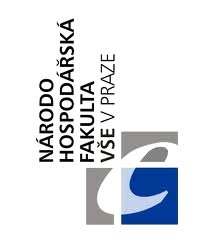 NÁRODO
HOSPODÁŘSKÁ
FAKULTA
VŠE V PRAZE